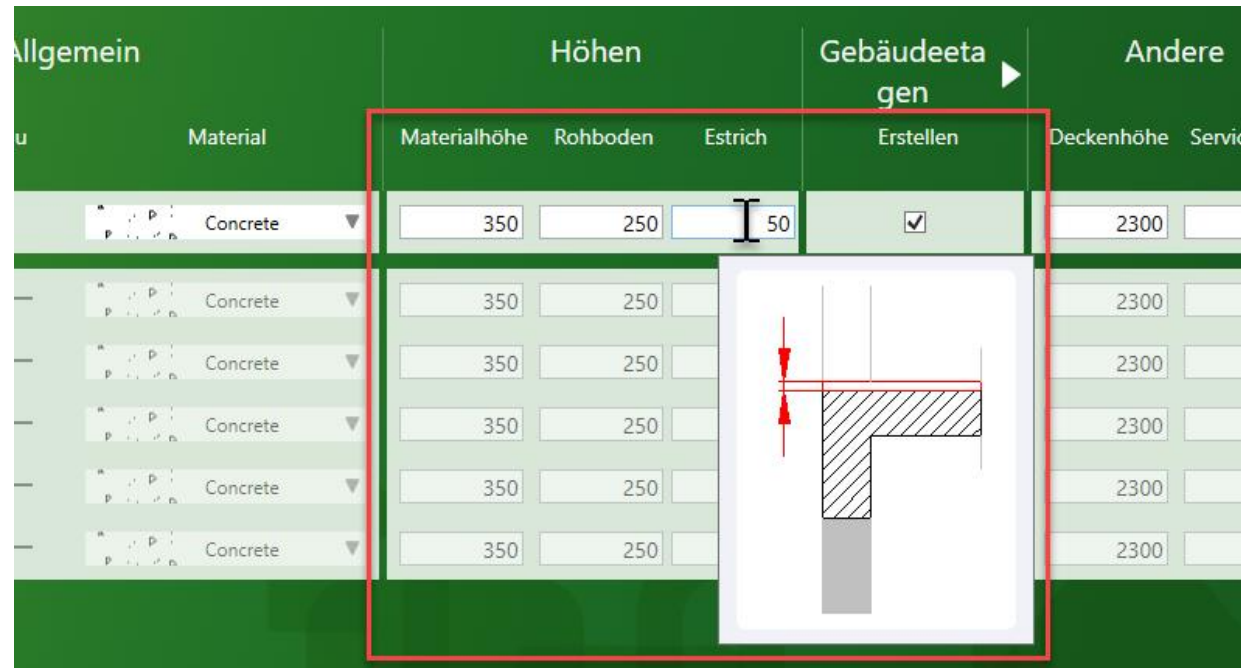 Allgemein Höhen Gebäudeeta Andere
gen
Material Materialhöhe Rohboden Estrich Erstellen Deckenhöhe
Concrete 350 250 50 2300
Concrete 350 250 2300
Concrete 350 250 2300
Concrete 350 250 2300
Concrete 350 250 2300
Concrete 350 250 2300